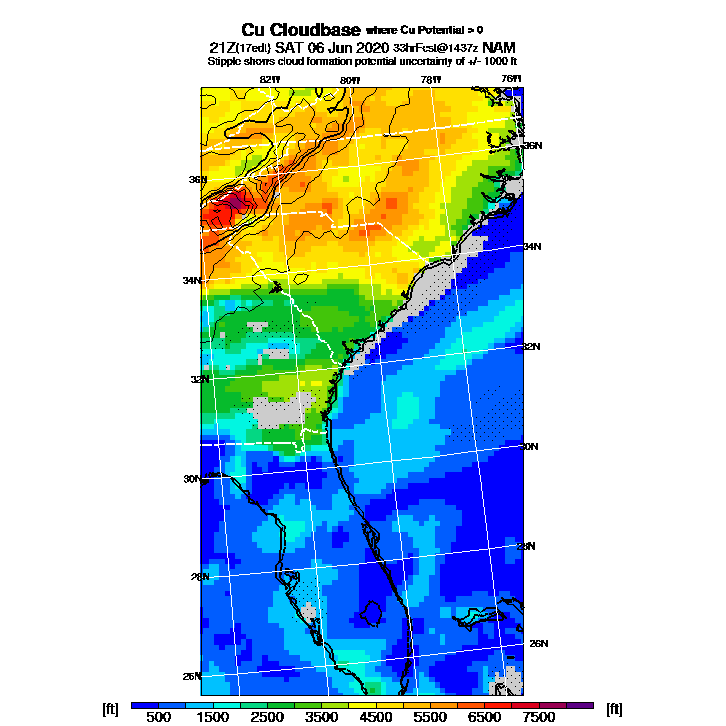 Cu Cloudbase where Cu Potential > 0
21Z(17edt) SAT 06 Jun 2020 33hrFcst@1437z NAM
Stipple shows cloud formation potential uncertainty of +/- 1000 ft
82W 80W 78W 76W
36N
36N
34N
34N
32N
32N
30N
30N
28N
28N
26N
26N
[ft] 500 1500 2500 3500 4500 5500 6500 7500 [ft]